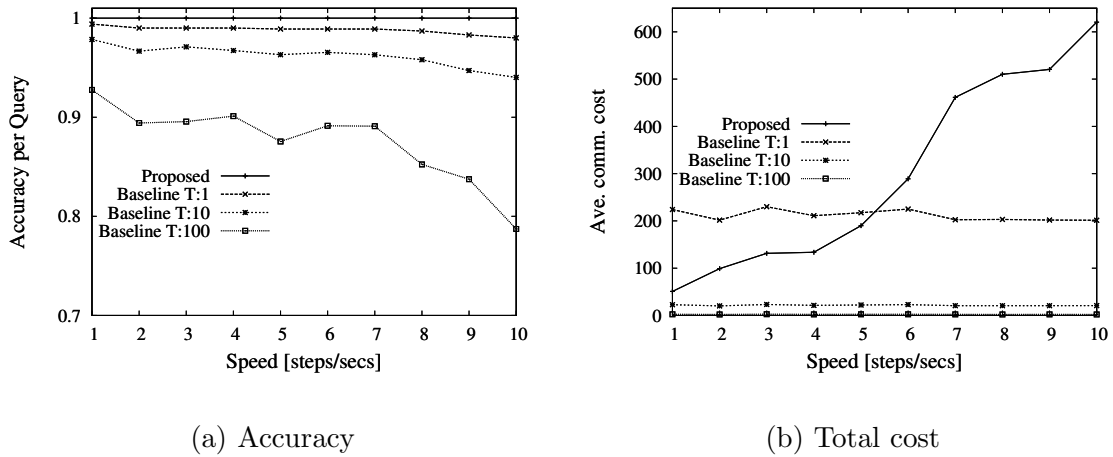 1
0.9
0.8
0.7
Accuracy per Query
Proposed
Baseline T:1
Baseline T:10
Baseline T:100
1 2 3 4 5 6 7 8 9 10
Speed [steps/secs]
(a) Accuracy
600
500
400
300
200
100
0
Ave. comm. cost
Proposed
Baseline T:1
Baseline T:10
Baseline T:100
1 2 3 4 5 6 7 8 9 10
Speed [steps/secs]
(b) Total cost